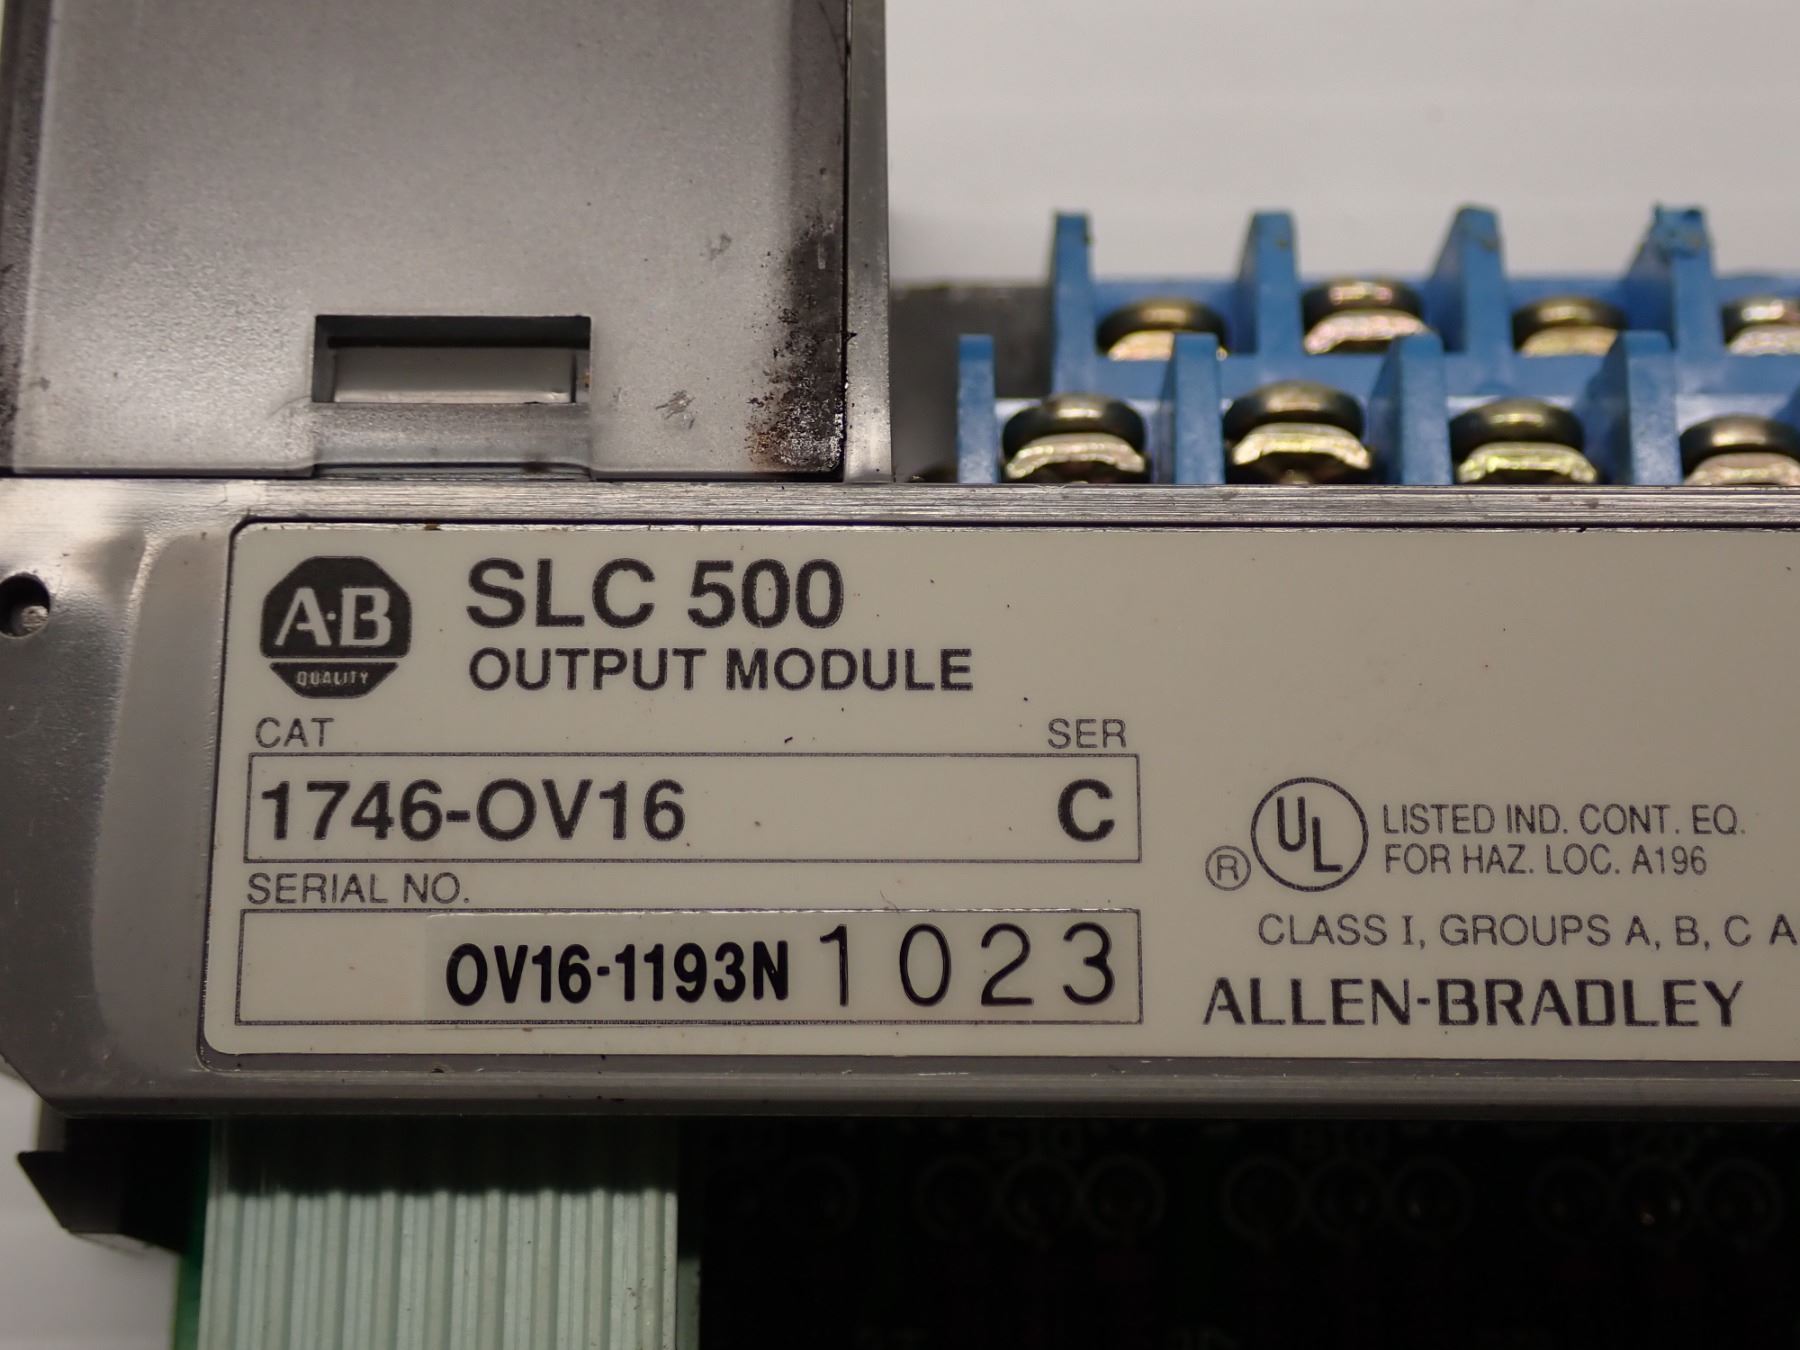 A·B
QUALITY
SLC 500
OUTPUT MODULE
CAT SER
1746-OV16 C
SERIAL NO.
OV16-1193N 1023
® UL LISTED IND. CONT. EQ.
FOR HAZ. LOC. A196
CLASS I, GROUPS A, B, C A
ALLEN-BRADLEY